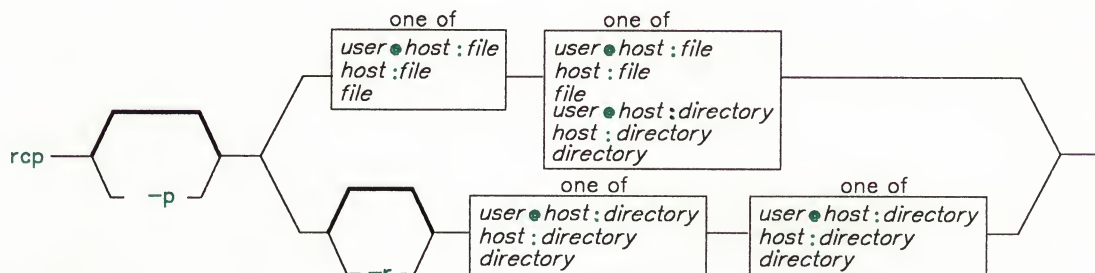 one of
user@host:file
host:file
file
one of
user@host:file
host:file
file
user@host:directory
host:directory
directory
rcp
-p
one of
user@host:directory
host:directory
directory
one of
user@host:directory
host:directory
directory
-r